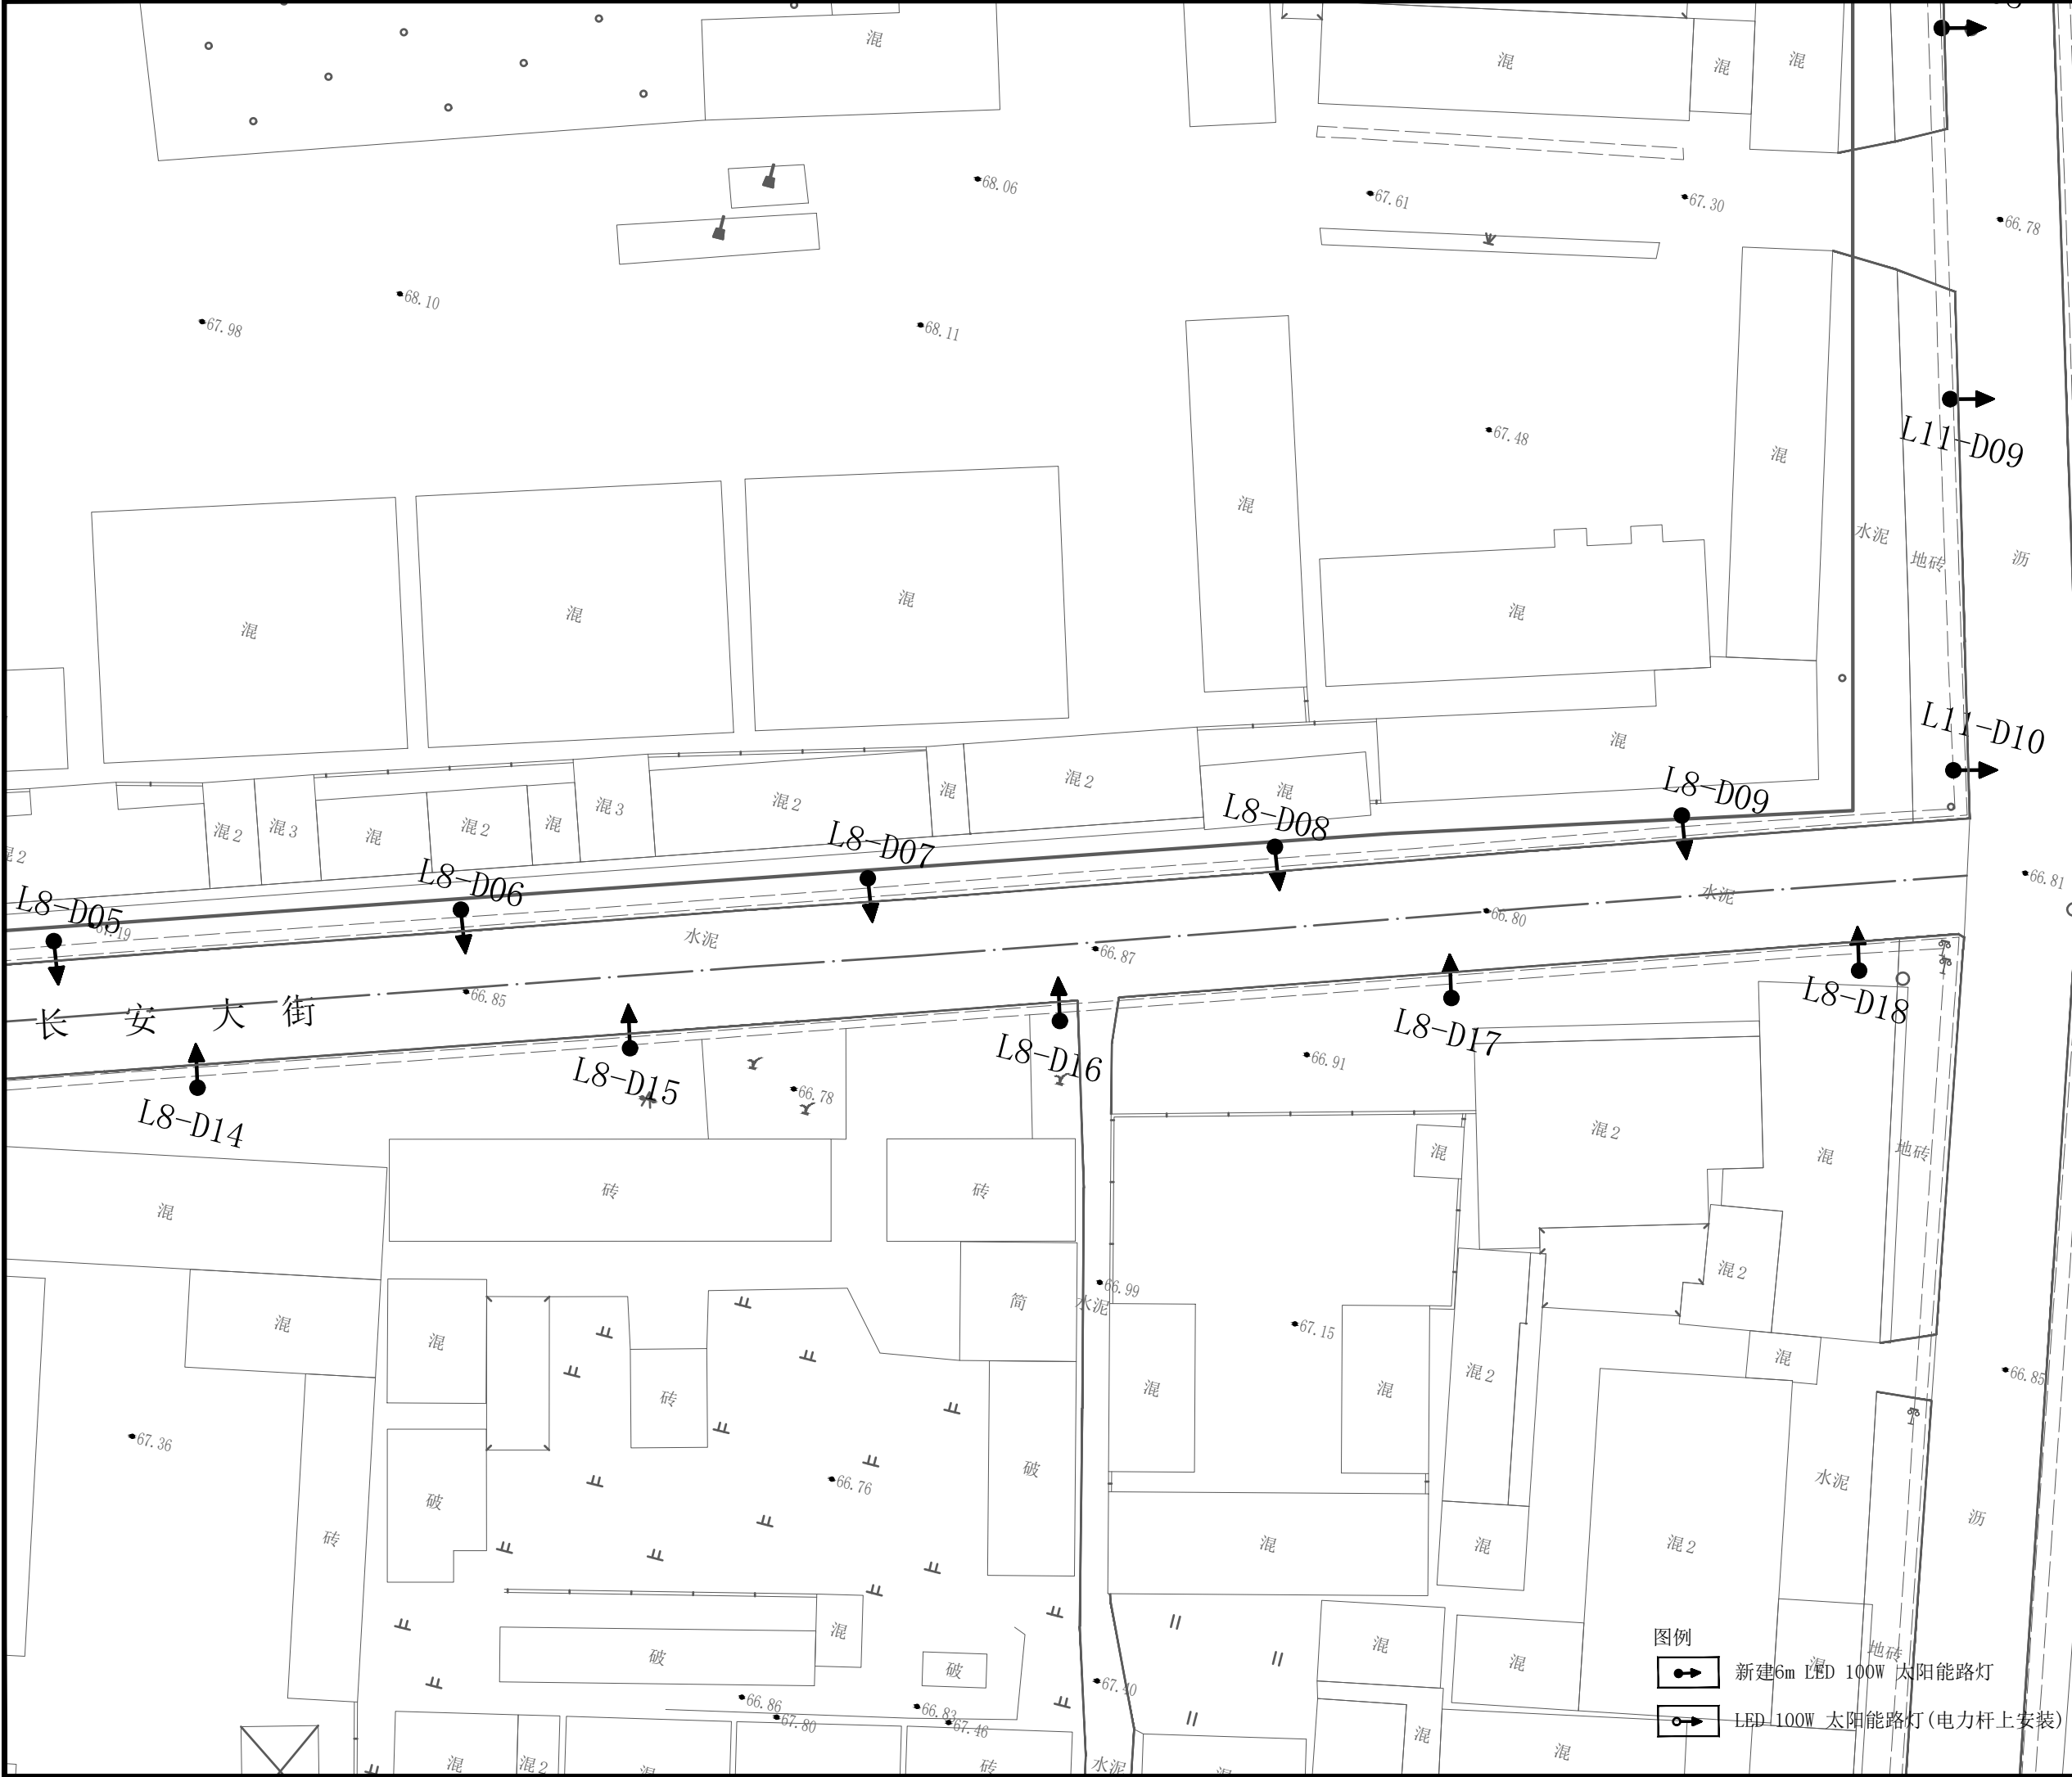 混
混
混
混
68.06
67.61
67.30
66.78
68.10
67.98
68.11
67.48
L11-D09
混
混
水泥
地砖
沥
混
混
混
混
L11-D10
混
混
混2
L8-D09
混2
混3
混
混2
混
混3
混2
混
L8-D08
L8-D07
L8-D06
L8-D05
66.81
水泥
66.80
水泥
66.87
66.85
长安大街
L8-D18
L8-D17
L8-D16
L8-D15
L8-D14
66.91
66.78
混2
混
地砖
混
砖
砖
混
混2
66.99
水泥
简
67.15
混
混
砖
混
混
混2
混
66.85
67.36
破
66.76
破
砖
水泥
沥
混
混
混2
混
破
破
混
混
图例
地砖
混
新建6m LED 100W 太阳能路灯
LED 100W 太阳能路灯(电力杆上安装)
67.40
66.86
67.80
66.83
67.46
混
混
混
混2
砖
水泥